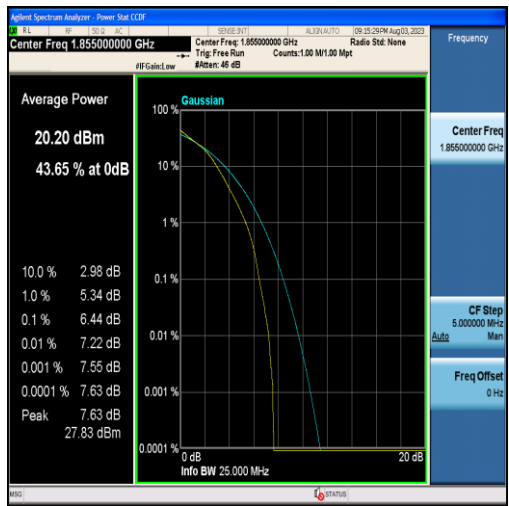 Agilent Spectrum Analyzer - Power Stat CCDF
RL RF 50 Ω AC SENSE:INT ALIGN AUTO 09:15:29 PM Aug 03, 2023
Center Freq 1.855000000 GHz
Center Freq: 1.855000000 GHz Radio Std: None
Trig: Free Run Counts:1.00 M/1.00 Mpt
#IFGain:Low #Atten: 46 dB
Frequency
Average Power
20.20 dBm
43.65 % at 0dB
10.0 % 2.98 dB
1.0 % 5.34 dB
0.1 % 6.44 dB
0.01 % 7.22 dB
0.001 % 7.55 dB
0.0001 % 7.63 dB
Peak 7.63 dB
27.83 dBm
Gaussian
100 %
10 %
1 %
0.1 %
0.01 %
0.001 %
0.0001 %
0 dB 20 dB
Info BW 25.000 MHz
Center Freq
1.855000000 GHz
CF Step
5.000000 MHz
Auto Man
Freq Offset
0 Hz
MSG STATUS